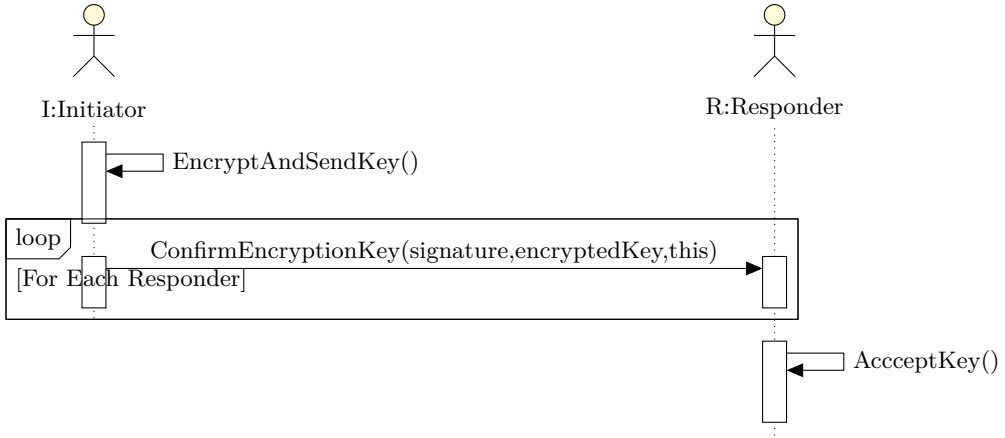 I:Initiator
R:Responder
EncryptAndSendKey()
loop
ConfirmEncryptionKey(signature,encryptedKey,this)
[For Each Responder]
AccceptKey()